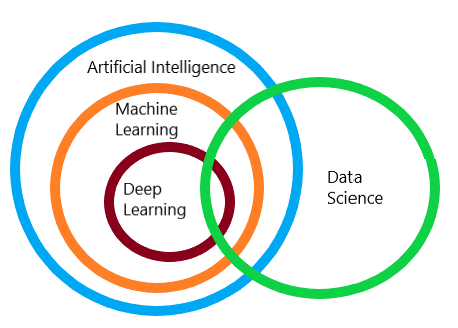 Artificial Intelligence
Machine
Learning
Deep
Learning
Data
Science